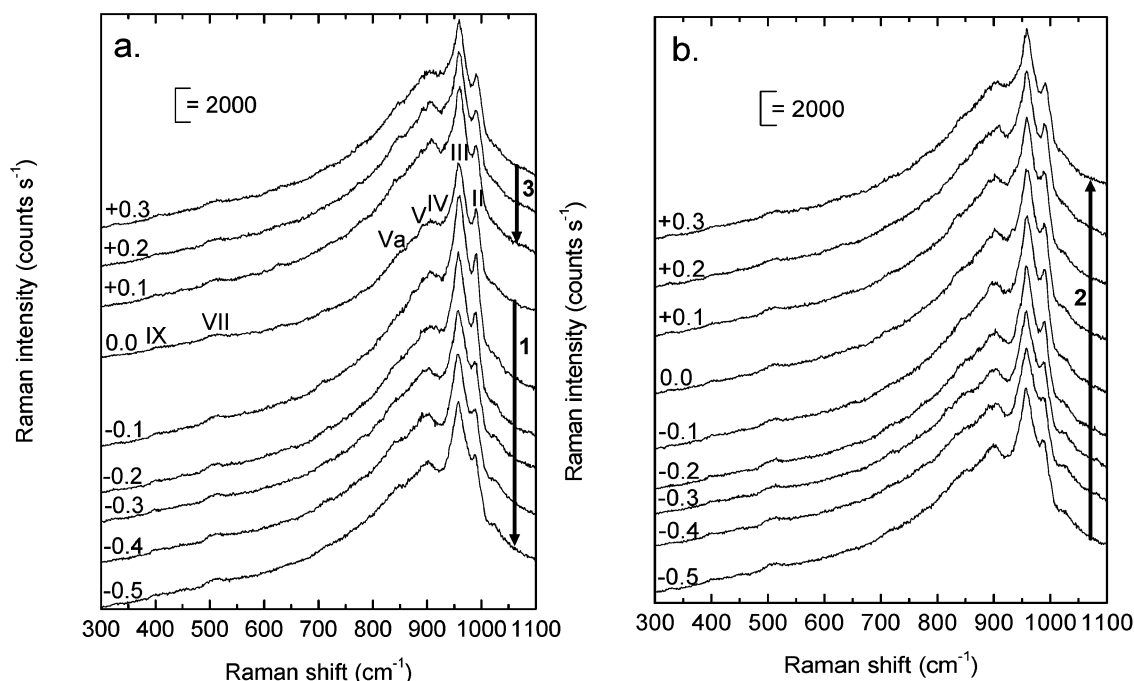 a.
= 2000
+0.3
3
III
+0.2
IV
II
V
Va
+0.1
0.0
IX
VII
1
-0.1
-0.2
-0.3
-0.4
-0.5
300 400 500 600 700 800 900 1000 1100
Raman shift (cm-1)
Raman intensity (counts s-1)
b.
= 2000
+0.3
+0.2
2
+0.1
0.0
-0.1
-0.2
-0.3
-0.4
-0.5
300 400 500 600 700 800 900 1000 1100
Raman shift (cm-1)
Raman intensity (counts s-1)